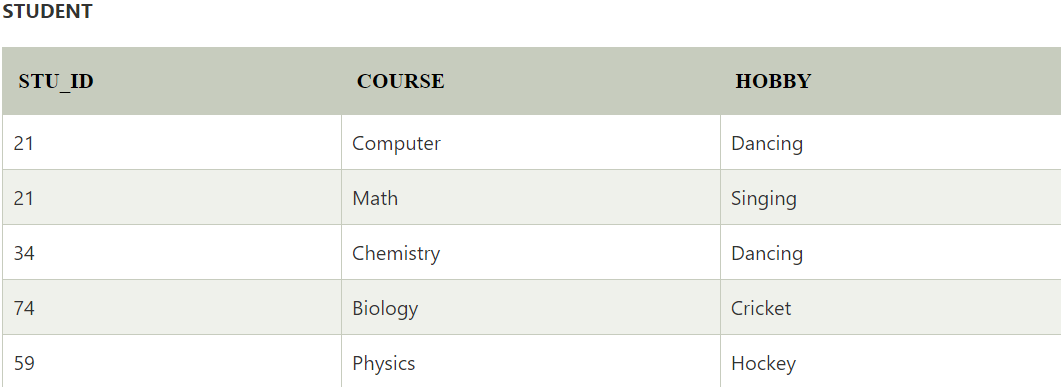 STUDENT
STU_ID COURSE HOBBY
21 Computer Dancing
21 Math Singing
34 Chemistry Dancing
74 Biology Cricket
59 Physics Hockey